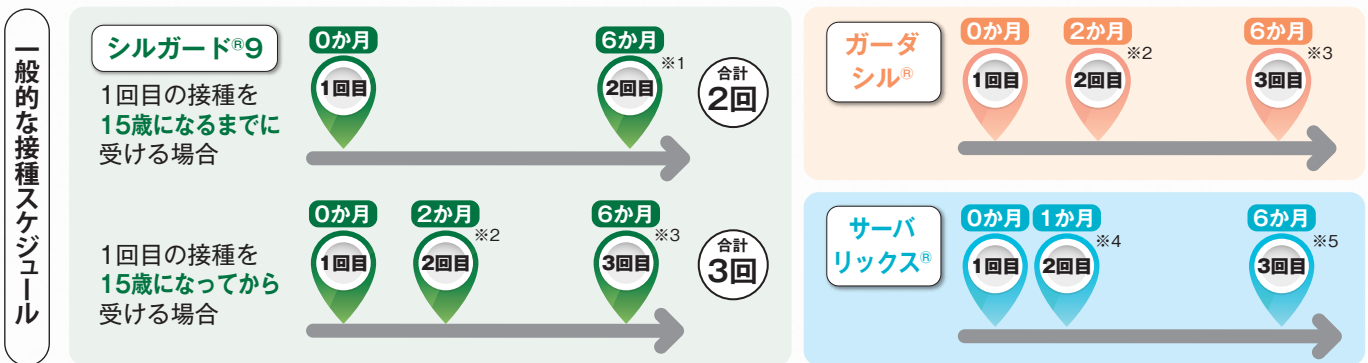 一般的な接種スケジュール
シルガード®9
1回目の接種を
15歳になるまでに
受ける場合
0か月
1回目
6か月
※1
2回目
合計
2回
1回目の接種を
15歳になってから
受ける場合
0か月
1回目
2か月
※2
2回目
6か月
※3
3回目
合計
3回
ガーダ
シル®
0か月
1回目
2か月
※2
2回目
6か月
※3
3回目
サーバ
リックス®
0か月
1回目
1か月
※4
2回目
6か月
※5
3回目